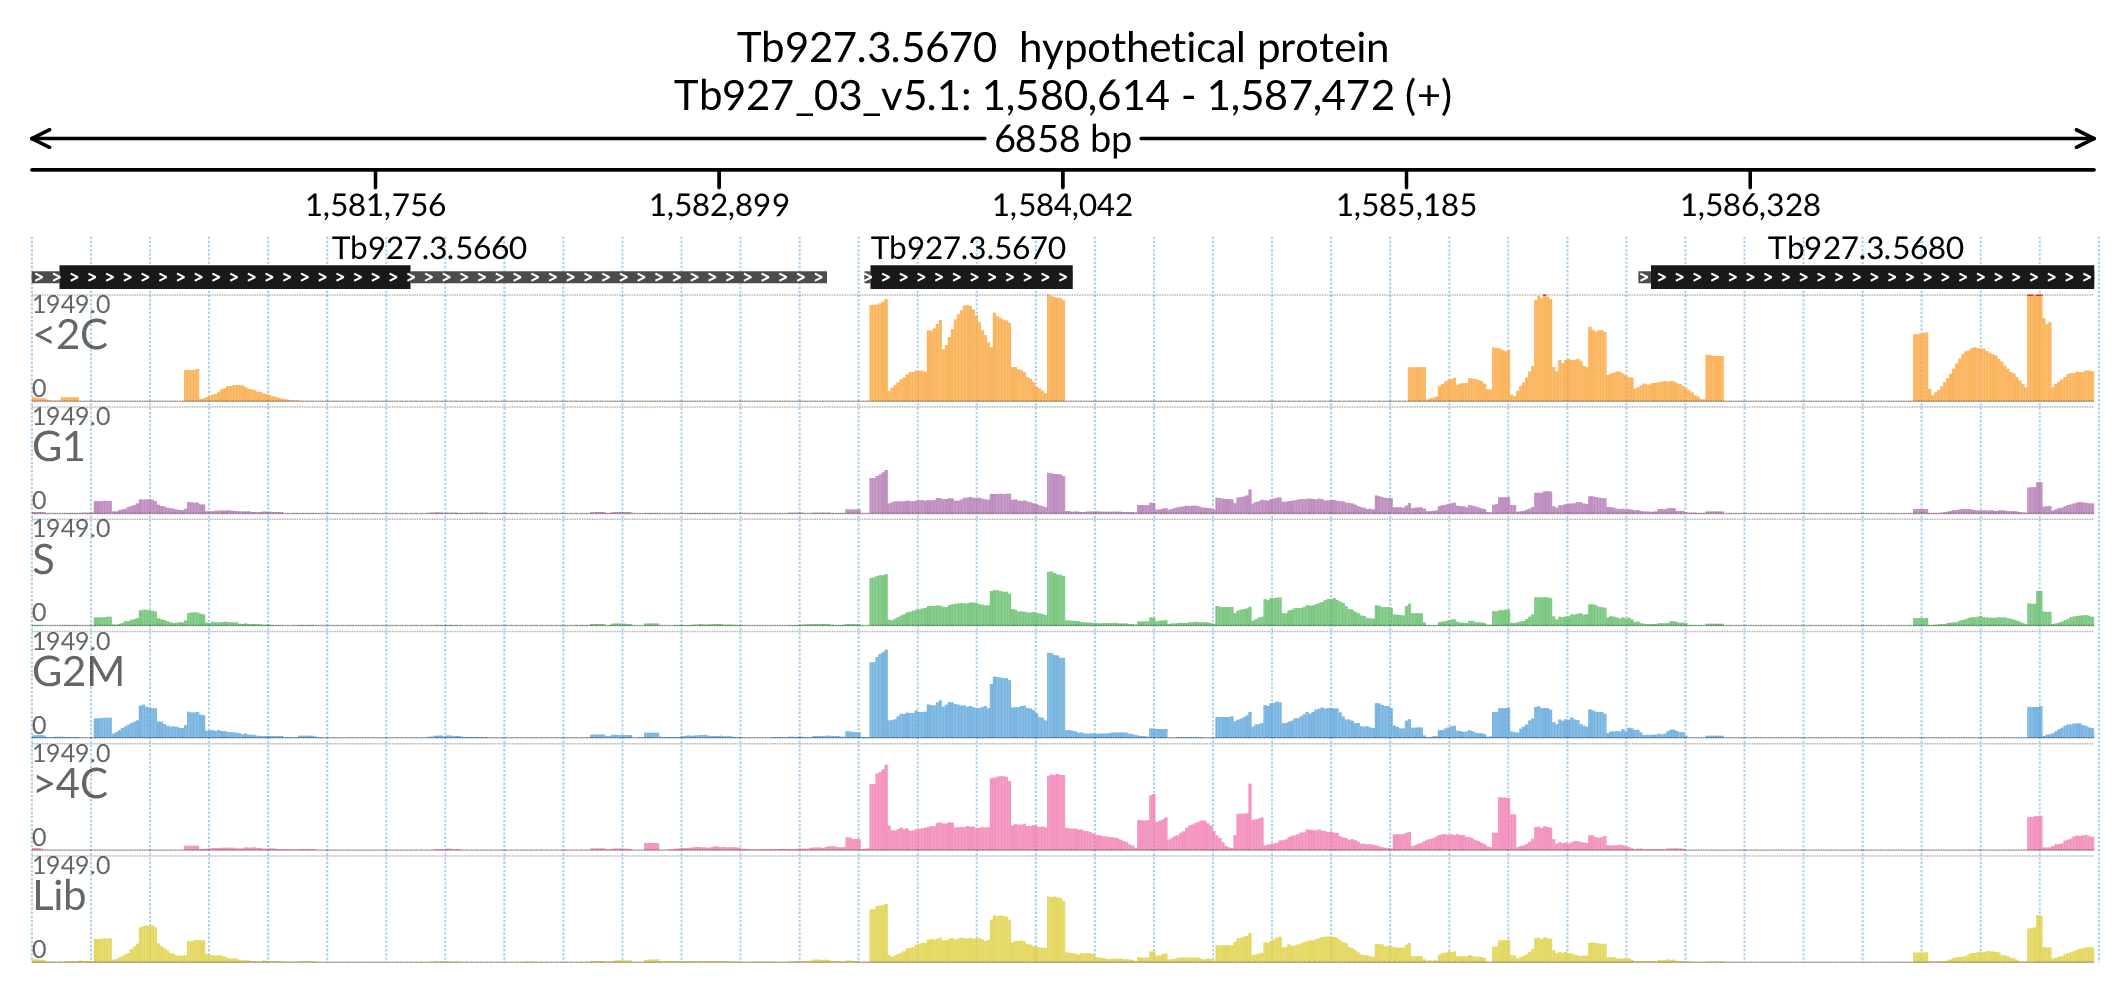 Tb927.3.5670  hypothetical protein
Tb927_03_v5.1: 1,580,614 - 1,587,472 (+)
6858 bp
1,581,756 1,582,899 1,584,042 1,585,185 1,586,328
Tb927.3.5660 Tb927.3.5670 Tb927.3.5680
1949.0
<2C
0
1949.0
G1
0
1949.0
S
0
1949.0
G2M
0
1949.0
>4C
0
1949.0
Lib
0